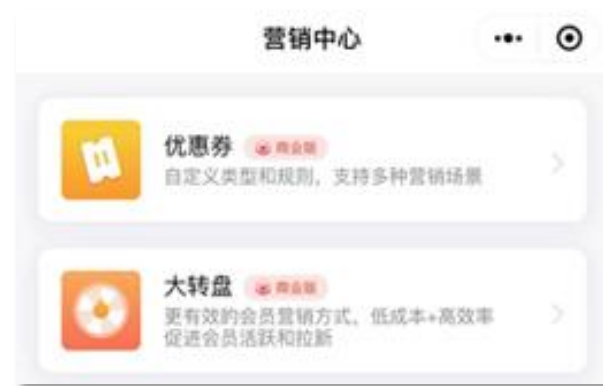 营销中心
优惠券 商业版
自定义类型和规则，支持多种营销场景
大转盘 商业版
更有效的会员营销方式，低成本+高效率
促进会员活跃和拉新